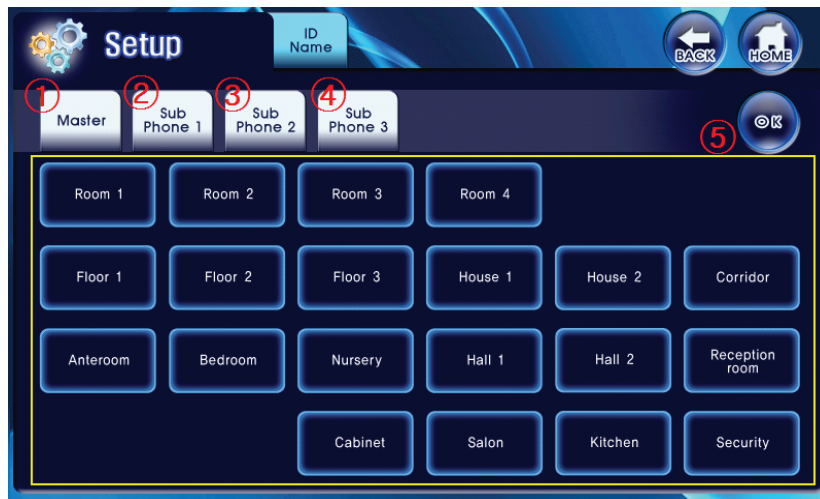 Setup
ID
Name
BACK
HOME
① ② ③ ④
Master
Sub
Phone 1
Sub
Phone 2
Sub
Phone 3
⑤
OK
Room 1 Room 2 Room 3 Room 4
Floor 1 Floor 2 Floor 3 House 1 House 2 Corridor
Anteroom Bedroom Nursery Hall 1 Hall 2 Reception
room
Cabinet Salon Kitchen Security